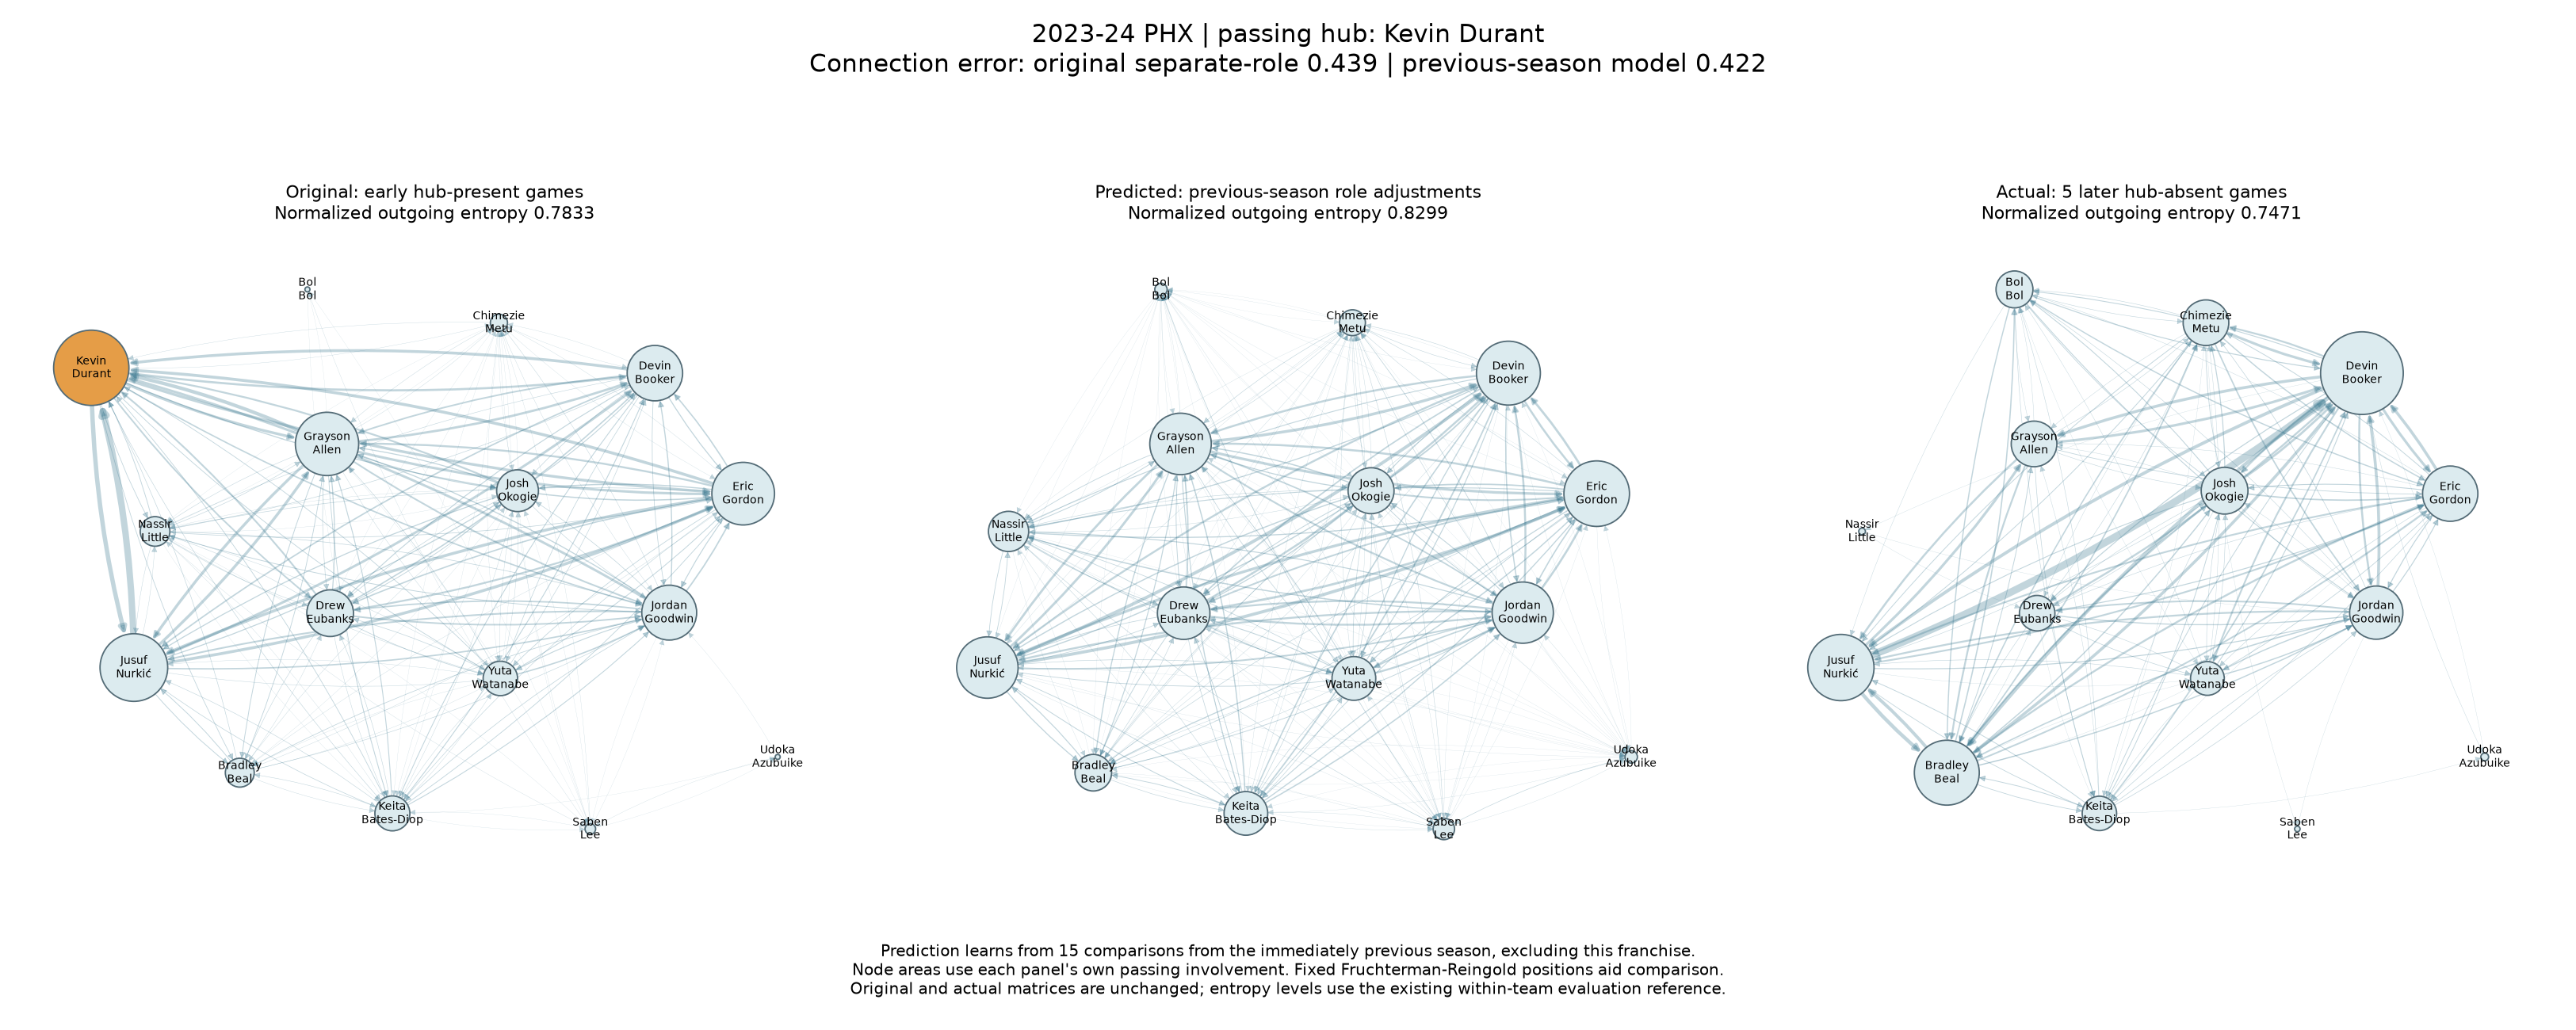 2023-24 PHX | passing hub: Kevin Durant
Connection error: original separate-role 0.439 | previous-season model 0.422
Original: early hub-present games
Normalized outgoing entropy 0.7833
Bol
Bol
Chimezie
Metu
Kevin
Durant
Devin
Booker
Grayson
Allen
Josh
Okogie
Eric
Gordon
Nassir
Little
Drew
Eubanks
Jordan
Goodwin
Jusuf
Nurkić
Yuta
Watanabe
Bradley
Beal
Udoka
Azubuike
Keita
Bates-Diop
Saben
Lee
Predicted: previous-season role adjustments
Normalized outgoing entropy 0.8299
Bol
Bol
Chimezie
Metu
Devin
Booker
Grayson
Allen
Josh
Okogie
Eric
Gordon
Nassir
Little
Drew
Eubanks
Jordan
Goodwin
Jusuf
Nurkić
Yuta
Watanabe
Bradley
Beal
Udoka
Azubuike
Keita
Bates-Diop
Saben
Lee
Actual: 5 later hub-absent games
Normalized outgoing entropy 0.7471
Bol
Bol
Chimezie
Metu
Devin
Booker
Grayson
Allen
Josh
Okogie
Eric
Gordon
Nassir
Little
Drew
Eubanks
Jordan
Goodwin
Jusuf
Nurkić
Yuta
Watanabe
Bradley
Beal
Udoka
Azubuike
Keita
Bates-Diop
Saben
Lee
Prediction learns from 15 comparisons from the immediately previous season, excluding this franchise.
Node areas use each panel's own passing involvement. Fixed Fruchterman-Reingold positions aid comparison.
Original and actual matrices are unchanged; entropy levels use the existing within-team evaluation reference.